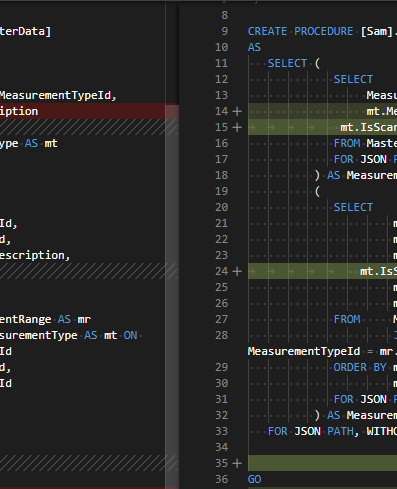 terData]
MeasurementTypeId,
iption
ype AS mt
Id,
d,
escription,
entRange AS mr
surementType AS mt ON
Id
d,
Id
8
9 CREATE PROCEDURE [Sam].
10 AS
11 SELECT (
12 SELECT
13 Measu
14 + mt.Me
15 + mt.IsScan
16 FROM Maste
17 FOR JSON P
18 ) AS Measurem
19 (
20 SELECT
21 m
22 m
23 m
24 + mt.IsS
25 m
26 m
27 FROM M
28
MeasurementTypeId = mr.
29 ORDER BY m
30 m
31 FOR JSON P
32 ) AS Measurem
33 FOR JSON PATH, WITHO
34
35 +
36 GO